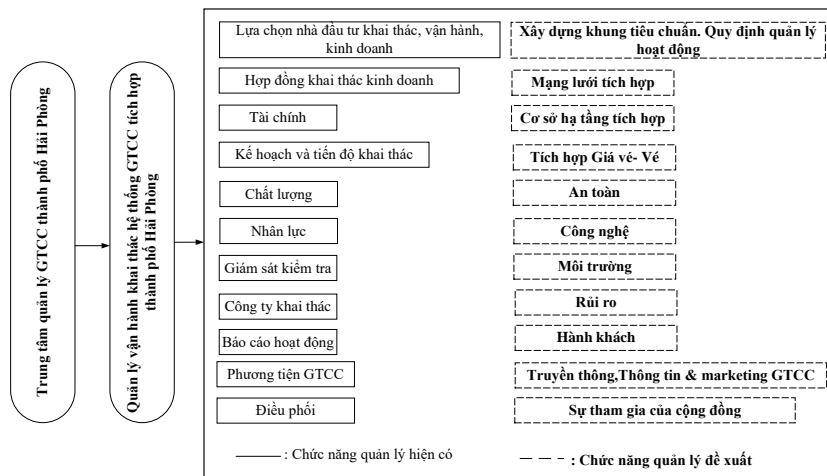 Trung tâm quản lý GTCC thành phố Hải Phòng
Quản lý vận hành khai thác hệ thống GTCC tích hợp
thành phố Hải Phòng
Lựa chọn nhà đầu tư khai thác, vận hành,
kinh doanh
Hợp đồng khai thác kinh doanh
Tài chính
Kế hoạch và tiến độ khai thác
Chất lượng
Nhân lực
Giám sát kiểm tra
Công ty khai thác
Báo cáo hoạt động
Phương tiện GTCC
Điều phối
Xây dựng khung tiêu chuẩn. Quy định quản lý
hoạt động
Mạng lưới tích hợp
Cơ sở hạ tầng tích hợp
Tích hợp Giá vé- Vé
An toàn
Công nghệ
Môi trường
Rủi ro
Hành khách
Truyền thông,Thông tin & marketing GTCC
Sự tham gia của cộng đồng
: Chức năng quản lý hiện có
: Chức năng quản lý đề xuất